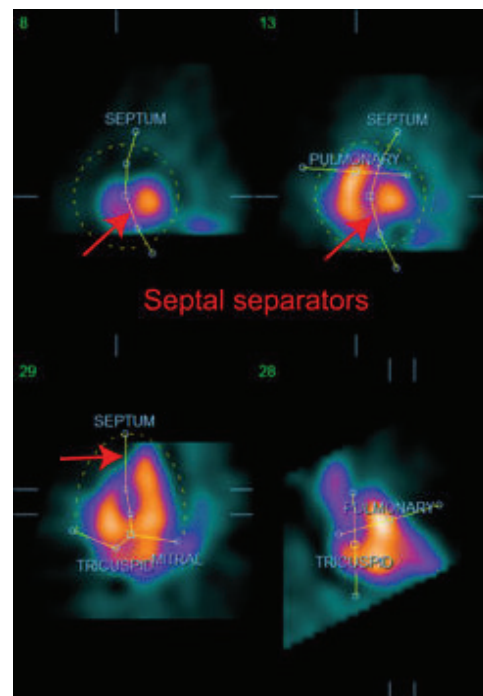 8
13
SEPTUM
SEPTUM
PULMONARY
Septal separators
29
28
SEPTUM
PULMONARY
TRICUSPID
MITRAL
TRICUSPID